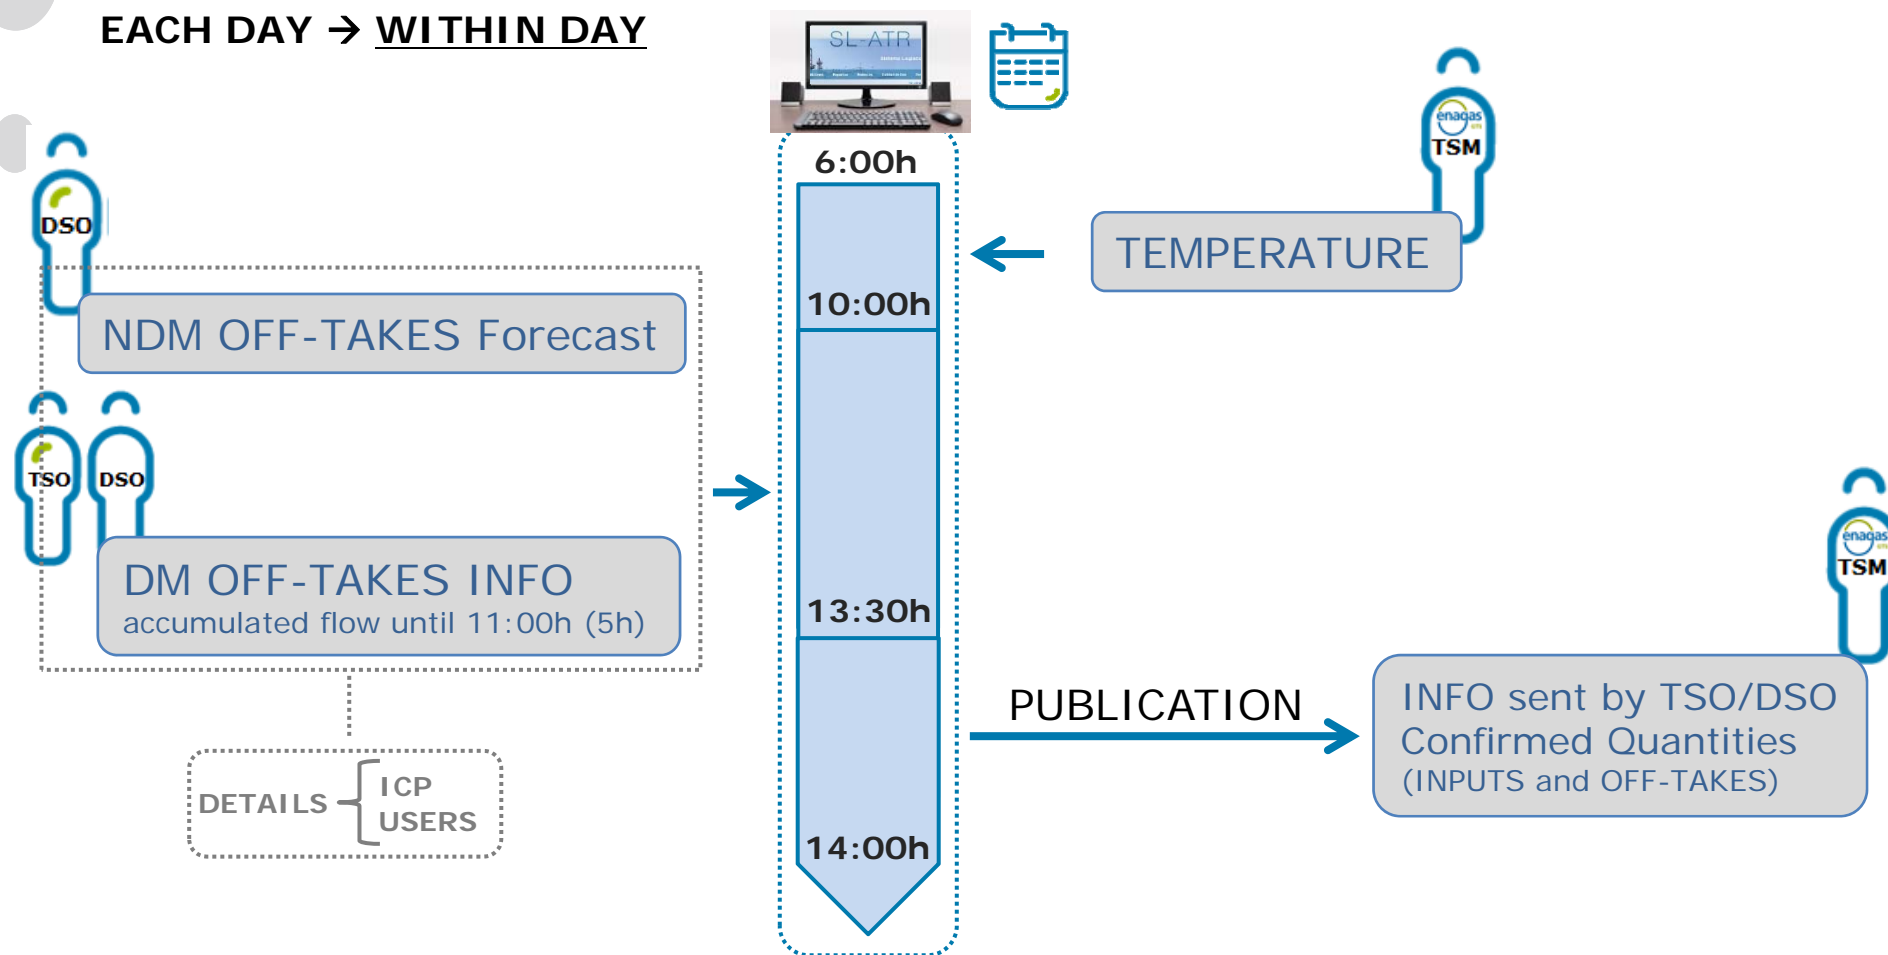 EACH DAY → WITHIN DAY
SL-ATR
6:00h
enagas
TSM
DSO
TEMPERATURE
10:00h
NDM OFF-TAKES Forecast
TSO
DSO
DM OFF-TAKES INFO
accumulated flow until 11:00h (5h)
13:30h
enagas
TSM
PUBLICATION
INFO sent by TSO/DSO
Confirmed Quantities
(INPUTS and OFF-TAKES)
DETAILS
ICP
USERS
14:00h